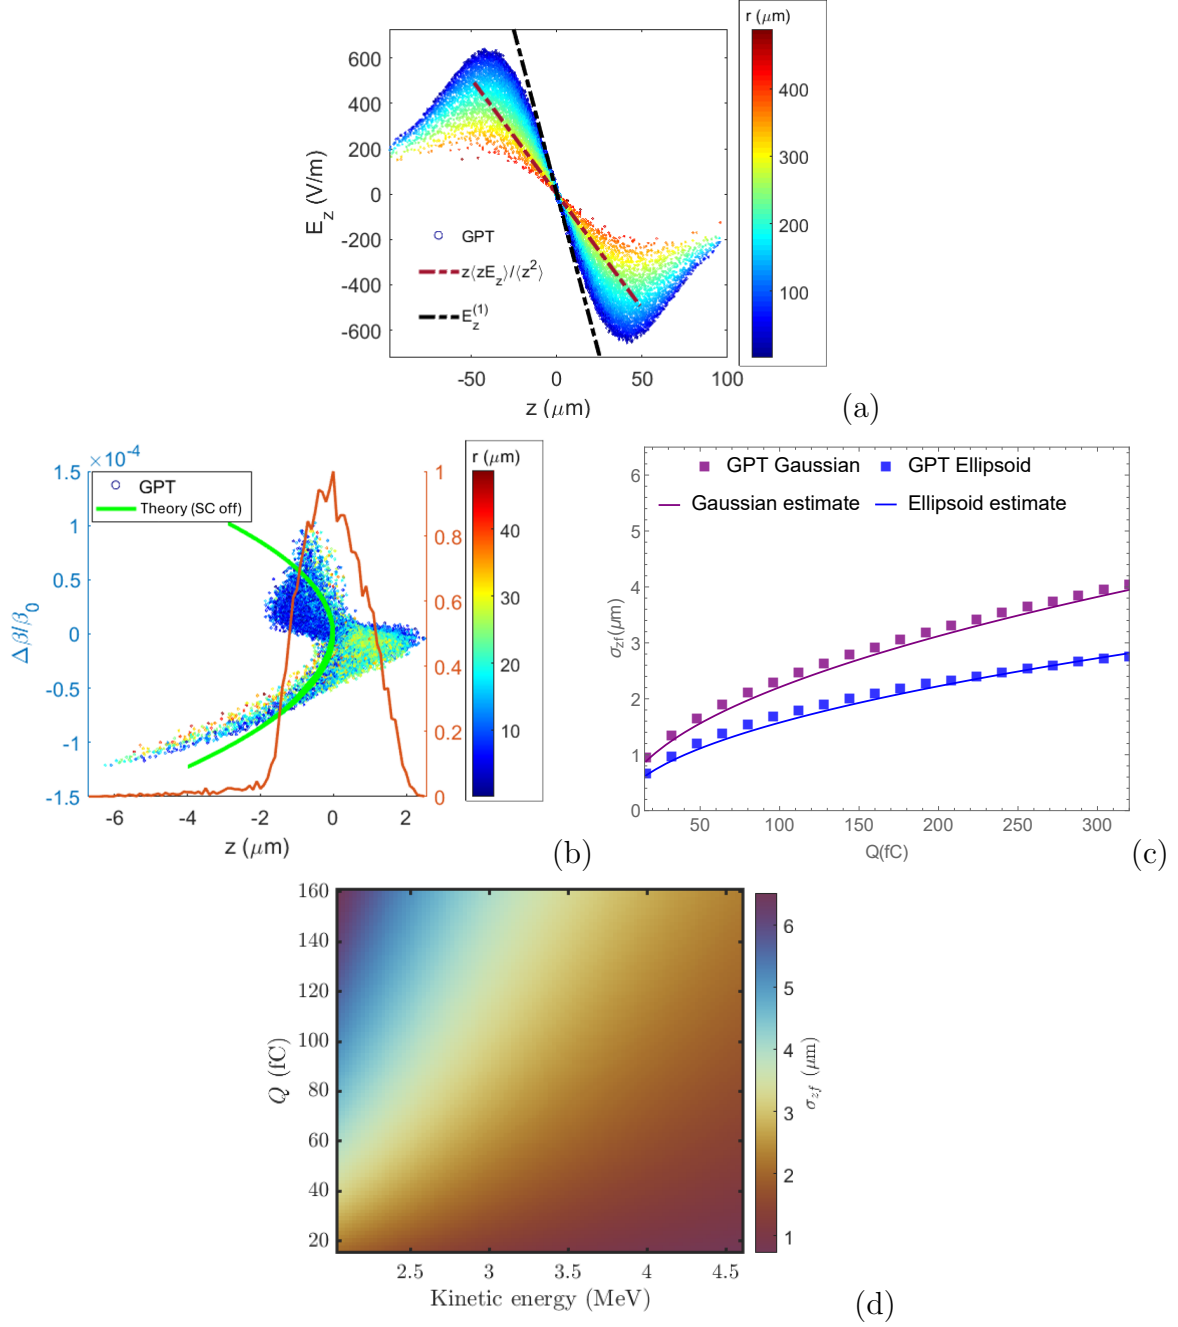 r (μm)
600
400
200
0
-200
-400
-600
E_z (V/m)
GPT
z⟨zE_z⟩/⟨z²⟩
E_z^(1)
-50
0
50
100
z (μm)
400
300
200
100
(a)
×10⁻⁴
1.5
1
0.5
0
-0.5
-1
-1.5
Δβ/β₀
GPT
Theory (SC off)
-6
-4
-2
0
2
z (μm)
1
0.8
0.6
0.4
0.2
0
r (μm)
40
30
20
10
(b)
6
5
4
3
2
1
0
σ_zf(μm)
GPT Gaussian
GPT Ellipsoid
Gaussian estimate
Ellipsoid estimate
50
100
150
200
250
300
Q(fC)
(c)
160
140
120
100
80
60
40
20
Q (fC)
2.5
3
3.5
4
4.5
Kinetic energy (MeV)
6
5
4
3
2
1
σ_zf (μm)
(d)